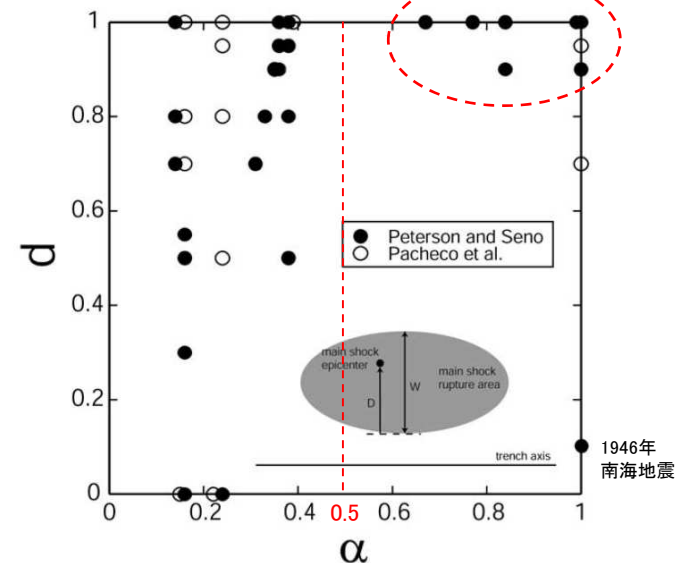 1
0.8
0.6
0.4
0.2
0
d
Peterson and Seno
Pacheco et al.
main shock
epicenter
main shock
rupture area
D
W
trench axis
1946年
南海地震
0
0.2
0.4
0.5
0.6
0.8
1
α